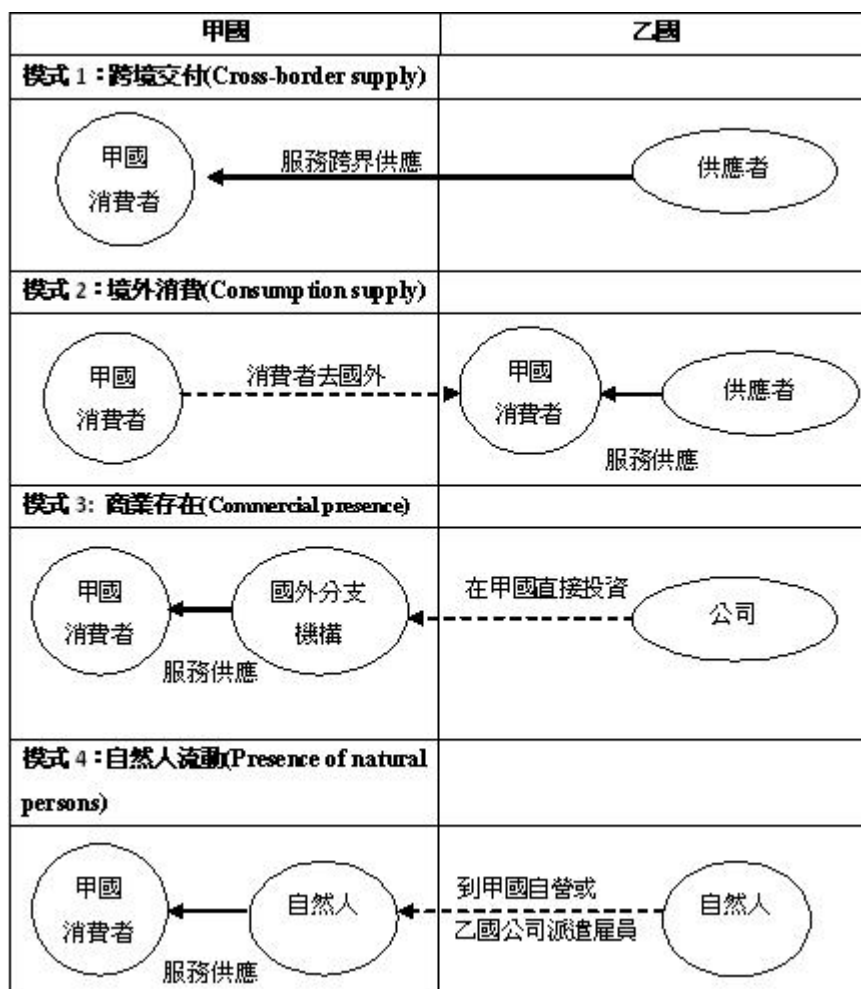 甲國
乙國
模式 1：跨境交付(Cross-border supply)
甲國
消費者
服務跨界供應
供應者
模式 2：境外消費(Consumption supply)
甲國
消費者
消費者去國外
甲國
消費者
供應者
服務供應
模式 3: 商業存在(Commercial presence)
甲國
消費者
國外分支
機構
在甲國直接投資
公司
服務供應
模式 4：自然人流動(Presence of natural
persons)
甲國
消費者
自然人
到甲國自營或
乙國公司派遣雇員
自然人
服務供應